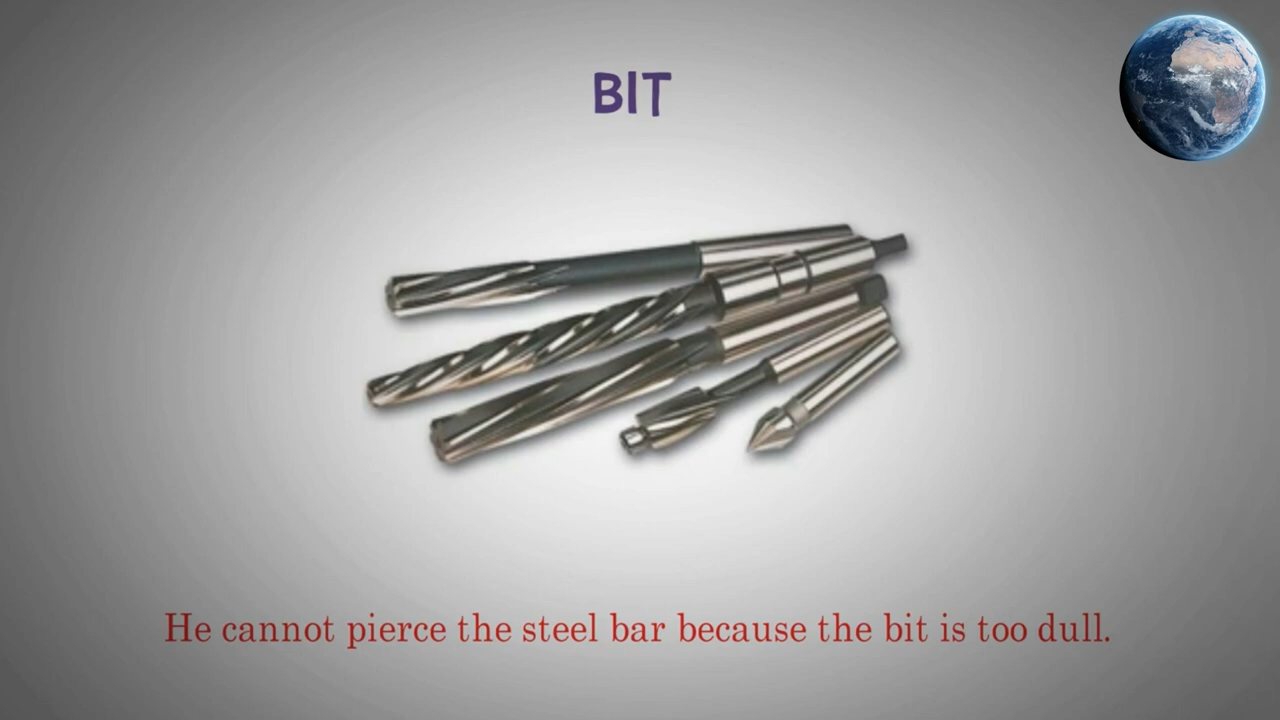 BIT
He cannot pierce the steel bar because the bit is too dull.